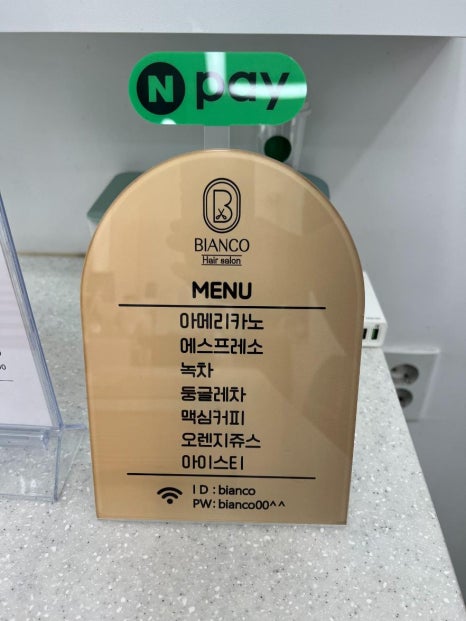 N pay
B
BIANCO
Hair salon
MENU
아메리카노
에스프레소
녹차
둥글레차
맥심커피
오렌지쥬스
아이스티
ID : bianco
PW: bianco00^^